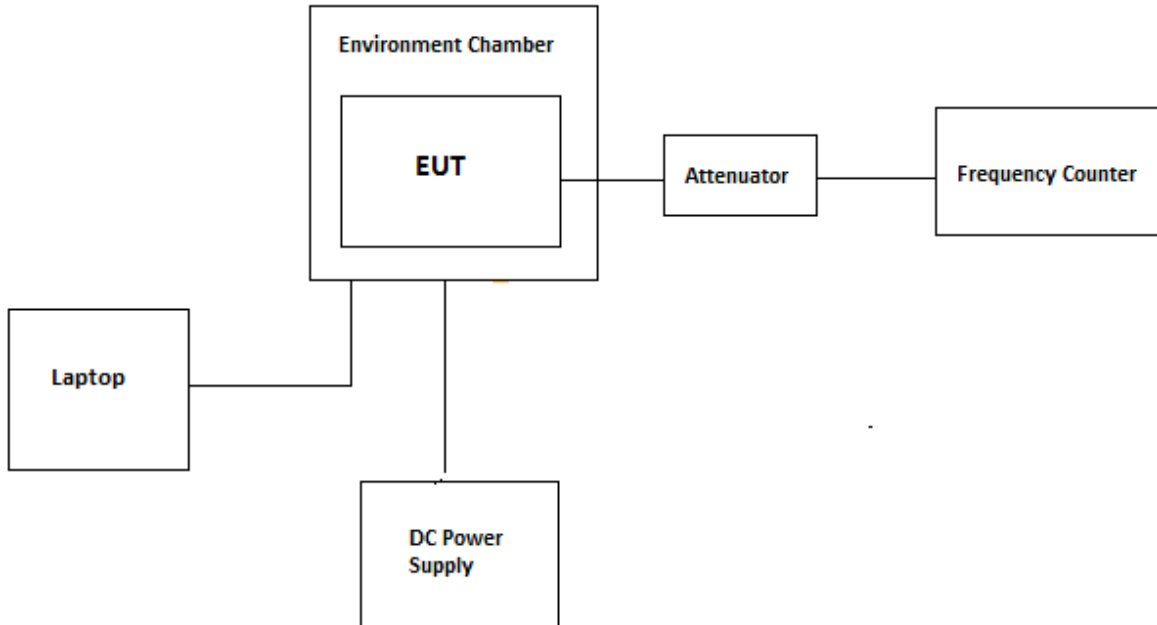 Environment Chamber
EUT
Attenuator
Frequency Counter
Laptop
DC Power
Supply